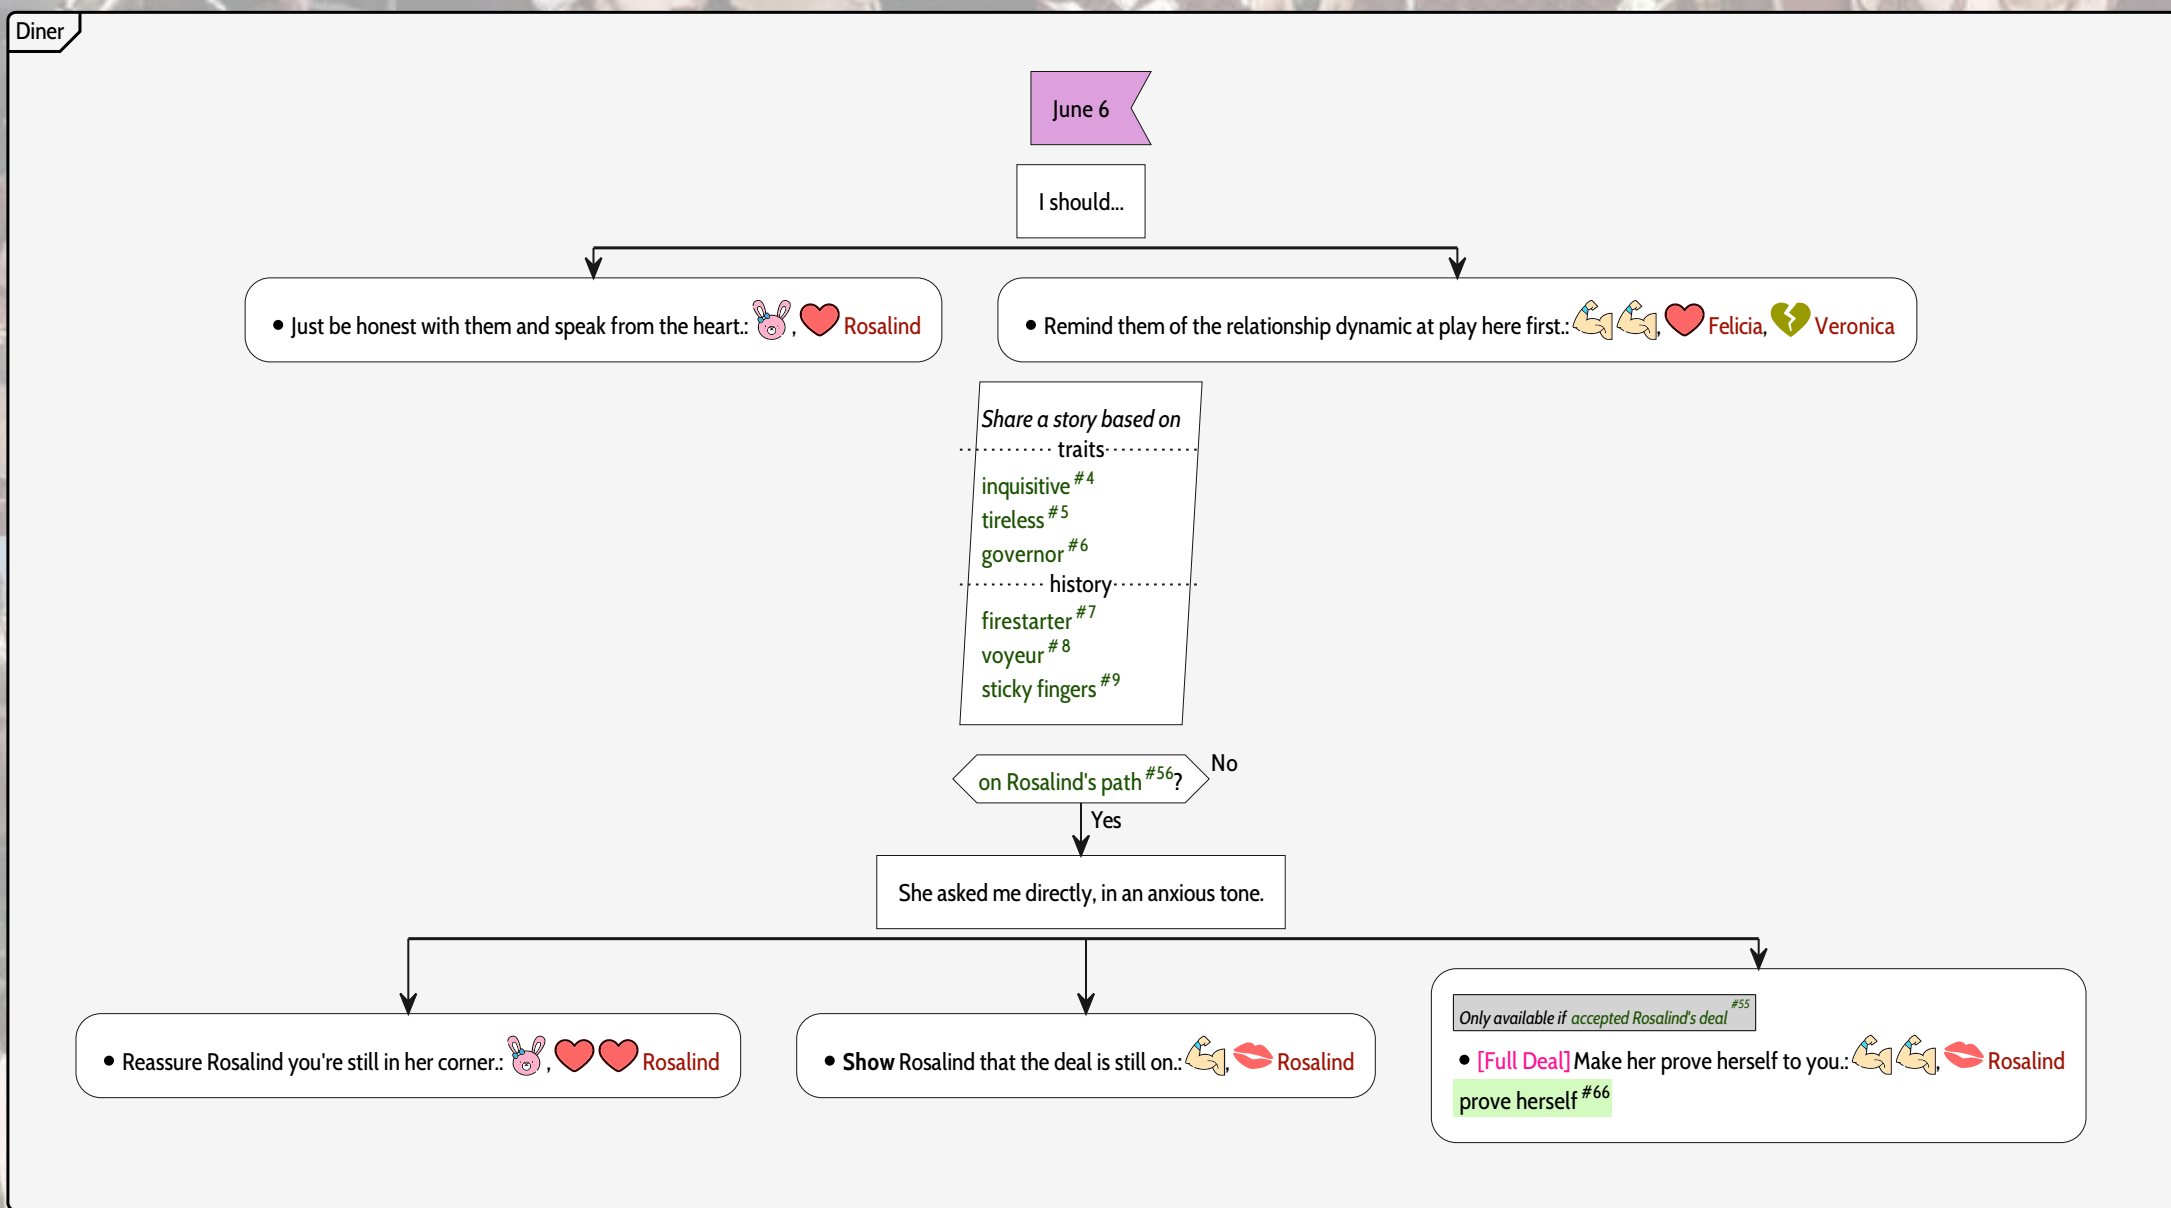 Diner
June 6
I should...
• Just be honest with them and speak from the heart.: , Rosalind
• Remind them of the relationship dynamic at play here first.: , Felicia, Veronica
Share a story based on
traits
inquisitive #4
tireless #5
governor #6
history
firestarter #7
voyeur #8
sticky fingers #9
on Rosalind's path #56?
No
Yes
She asked me directly, in an anxious tone.
• Reassure Rosalind you're still in her corner.: , Rosalind
• Show Rosalind that the deal is still on.: , Rosalind
Only available if accepted Rosalind's deal #55
• [Full Deal] Make her prove herself to you.: , Rosalind
prove herself #66